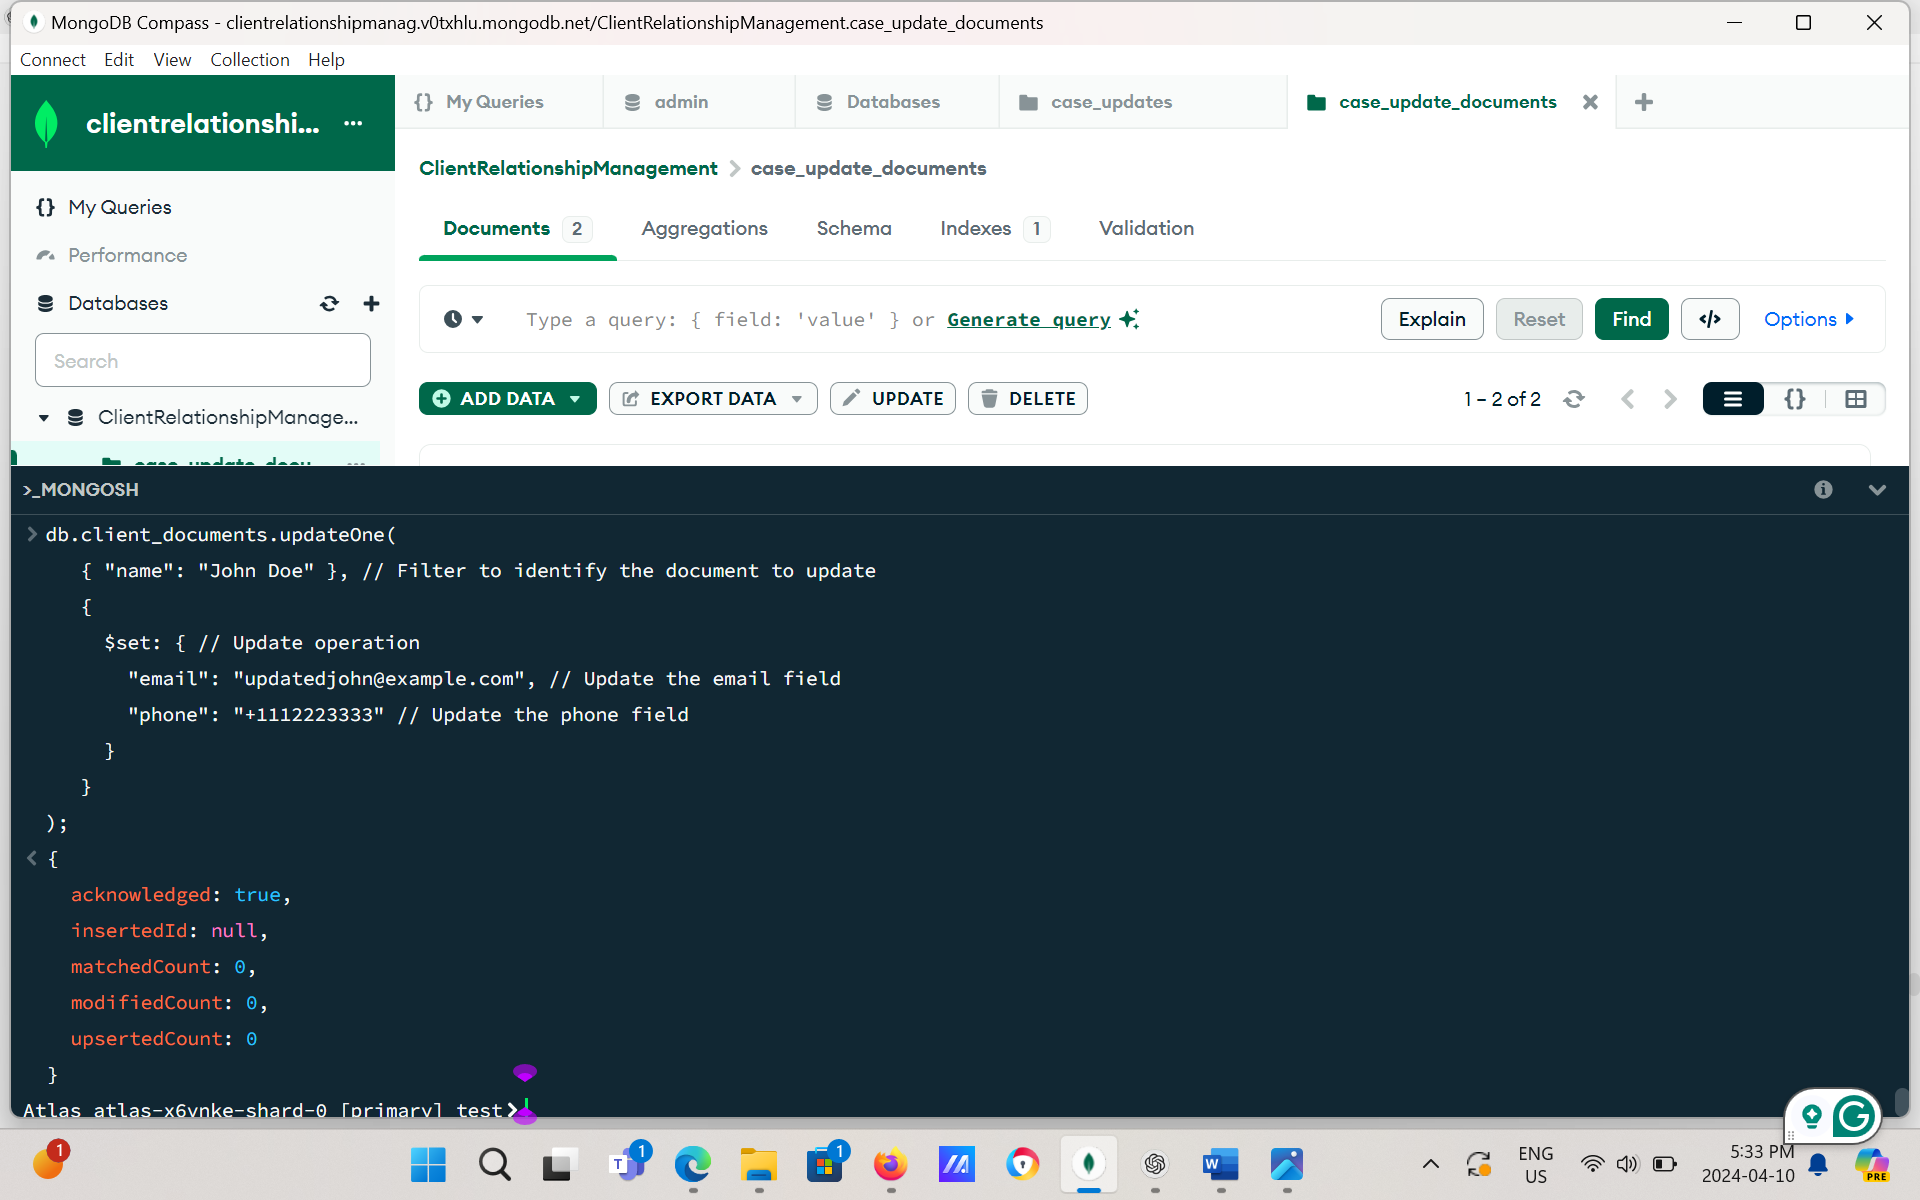 MongoDB Compass - clientrelationshipmanag.v0txhlu.mongodb.net/ClientRelationshipManagement.case_update_documents
Connect Edit View Collection Help
clientrelationshi... ...
{} My Queries
admin
Databases
case_updates
case_update_documents
ClientRelationshipManagement > case_update_documents
{} My Queries
Performance
Databases
Search
ClientRelationshipManage...
case_update_docu... ...
Documents 2 Aggregations Schema Indexes 1 Validation
Type a query: { field: 'value' } or Generate query
Explain Reset Find </> Options
ADD DATA EXPORT DATA UPDATE DELETE
1 – 2 of 2
{}
>_MONGOSH
> db.client_documents.updateOne(
{ "name": "John Doe" }, // Filter to identify the document to update
{
$set: { // Update operation
"email": "updatedjohn@example.com", // Update the email field
"phone": "+1112223333" // Update the phone field
}
}
);
< {
acknowledged: true,
insertedId: null,
matchedCount: 0,
modifiedCount: 0,
upsertedCount: 0
}
Atlas atlas-x6vnke-shard-0 [primary] test>
1
1
1
ENG
US
5:33 PM
2024-04-10
PRE